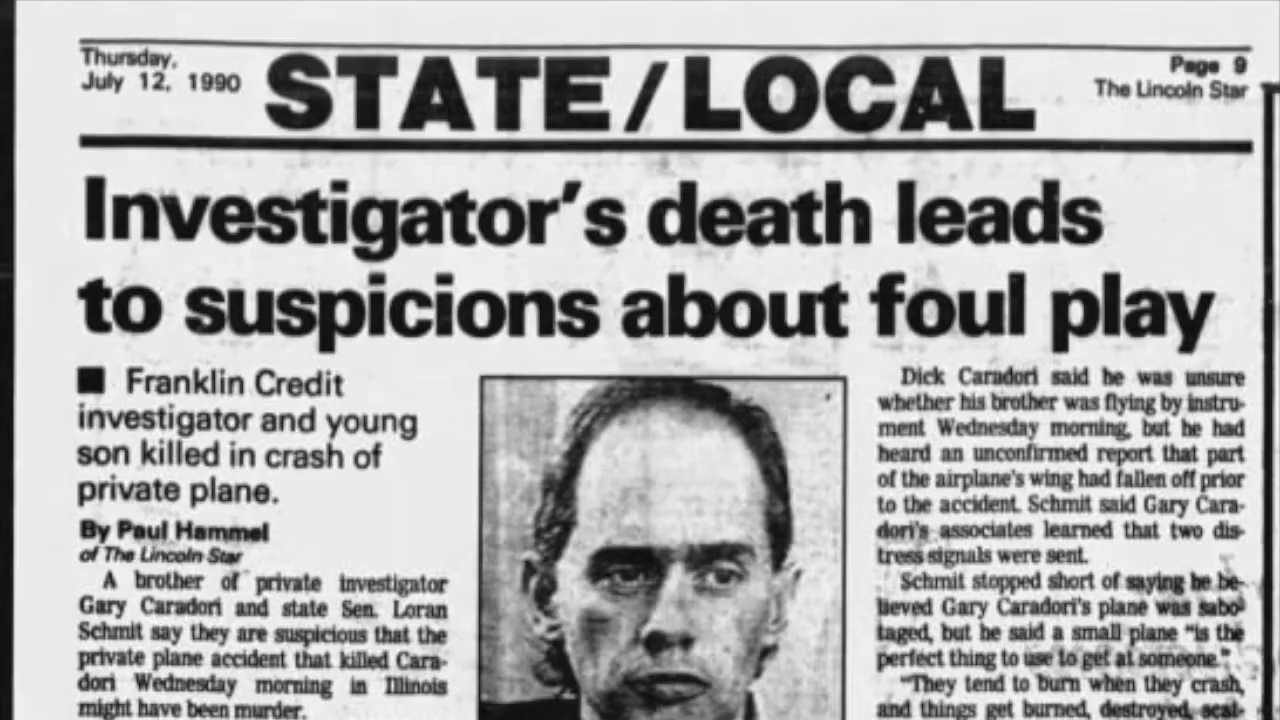 Thursday,
July 12, 1990
STATE/LOCAL
Page 9
The Lincoln Star
Investigator's death leads
to suspicions about foul play
■ Franklin Credit
investigator and young
son killed in crash of
private plane.
By Paul Hammel
of The Lincoln Star
A brother of private investigator
Gary Caradori and state Sen. Loran
Schmit say they are suspicious that the
private plane accident that killed Cara-
dori Wednesday morning in Illinois
might have been murder.
Dick Caradori said he was unsure
whether his brother was flying by instru-
ment Wednesday morning, but he had
heard an unconfirmed report that part
of the airplane's wing had fallen off prior
to the accident. Schmit said Gary Cara-
dori's associates learned that two dis-
tress signals were sent.
Schmit stopped short of saying he be-
lieved Gary Caradori's plane was sabo-
taged, but he said a small plane "is the
perfect thing to use to get at someone."
"They tend to burn when they crash,
and things get burned, destroyed, scat-